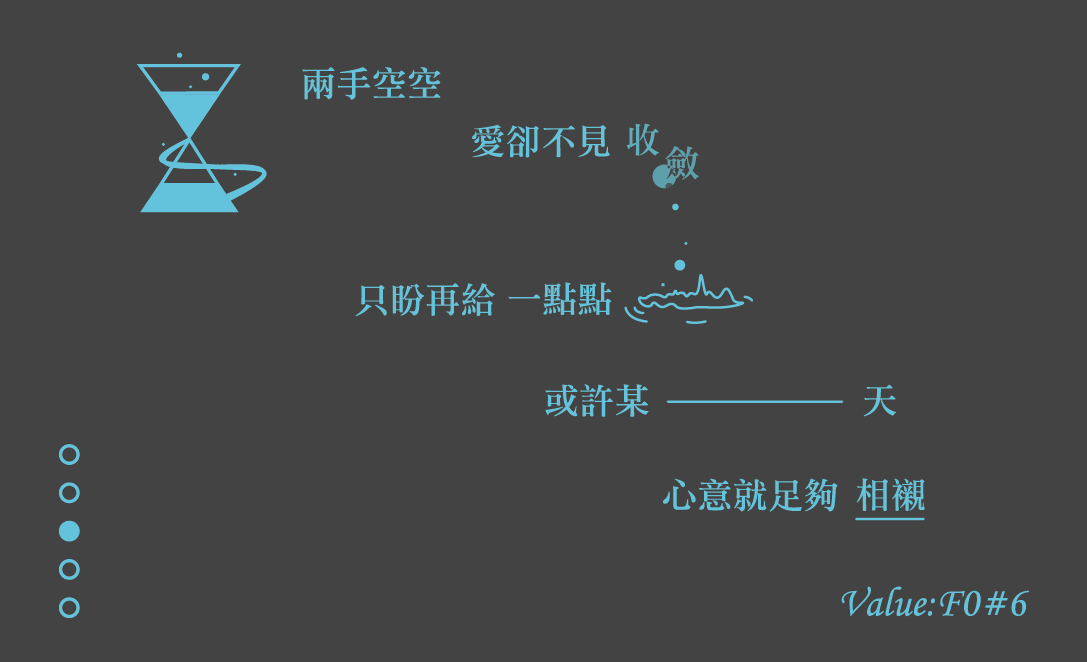 兩手空空
愛卻不見 收斂
只盼再給 一點點
或許某 天
心意就足夠 相襯
Value:F0#6